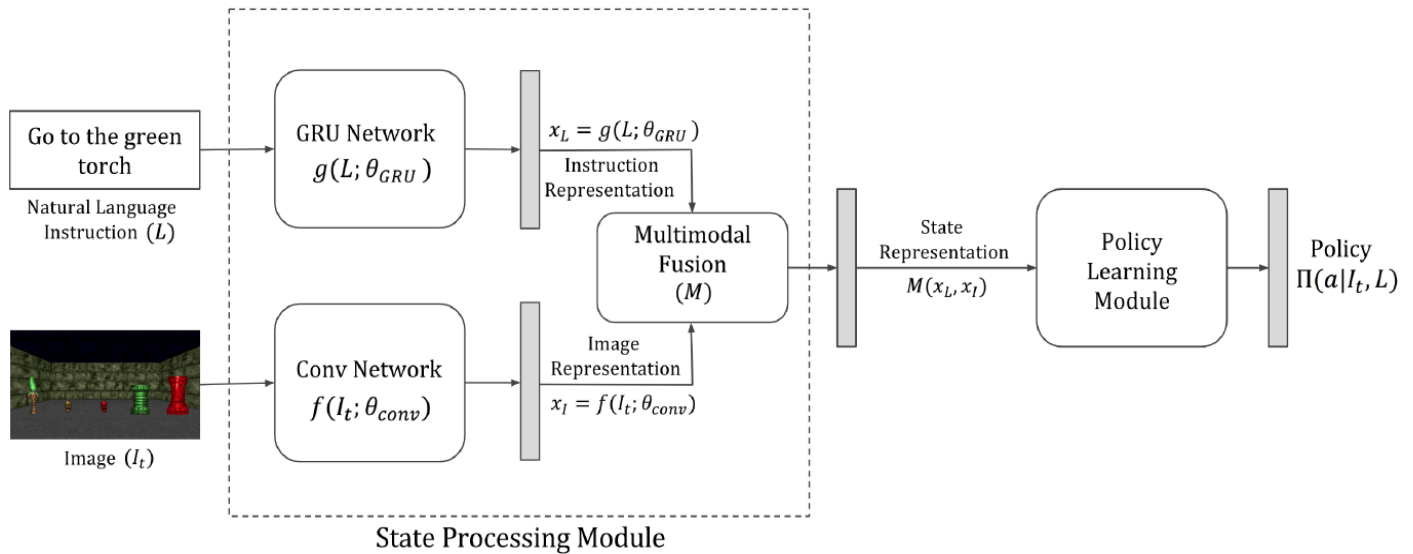 Go to the green
torch
Natural Language
Instruction (L)
GRU Network
g(L; θ_GRU)
x_L = g(L; θ_GRU)
Instruction
Representation
Multimodal
Fusion
(M)
Image (I_t)
Conv Network
f(I_t; θ_conv)
Image
Representation
x_I = f(I_t; θ_conv)
State Processing Module
State
Representation
M(x_L, x_I)
Policy
Learning
Module
Policy
Π(a|I_t, L)